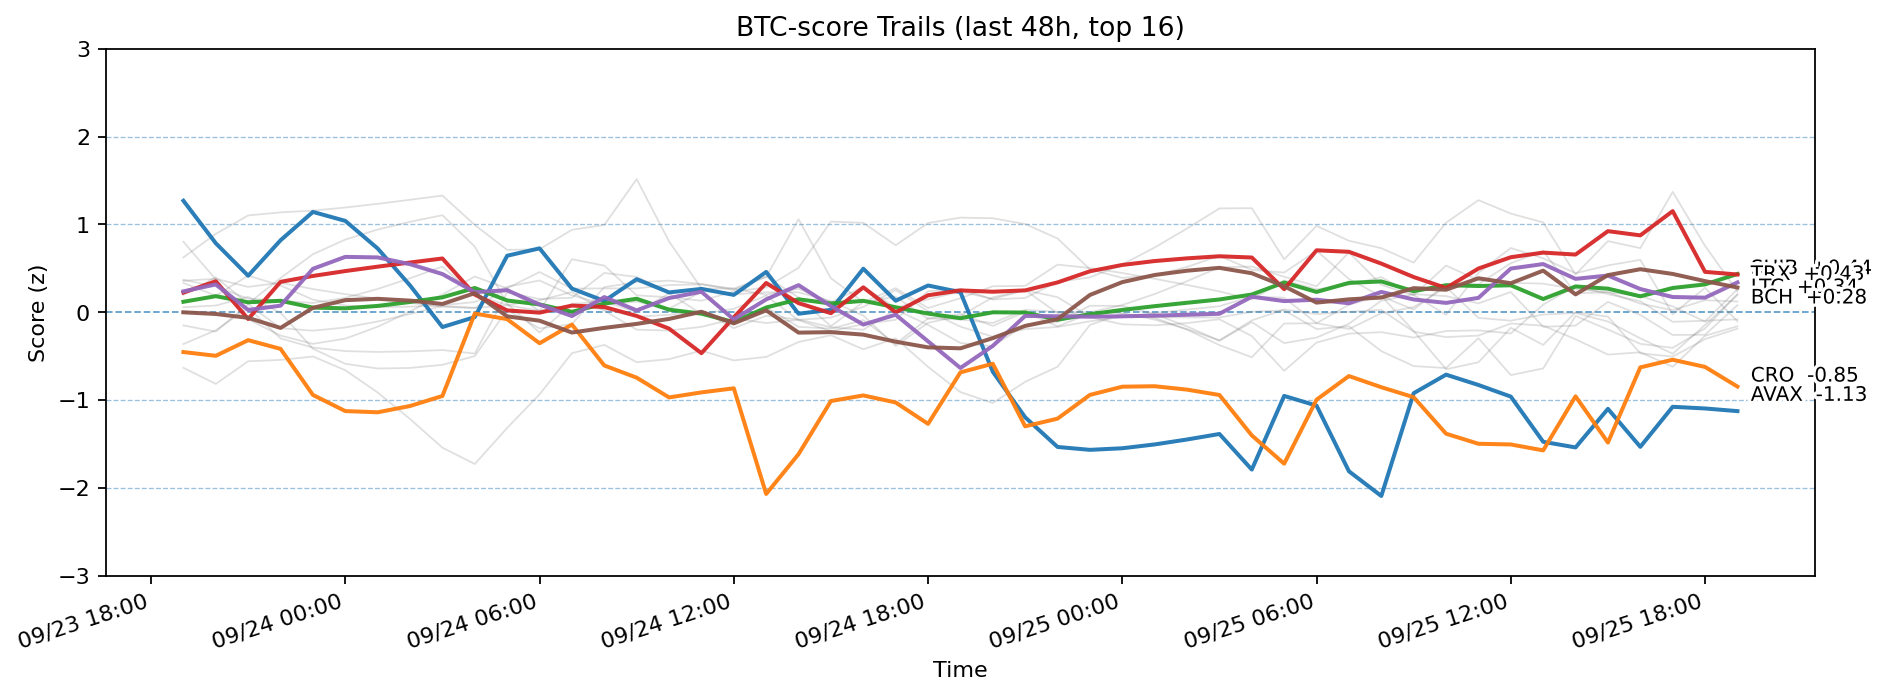 BTC-score Trails (last 48h, top 16)
3
2
1
0
−1
−2
−3
Score (z)
TRX +0.43
LTC +0.34
BCH +0.28
CRO -0.85
AVAX -1.13
09/23 18:00
09/24 00:00
09/24 06:00
09/24 12:00
09/24 18:00
09/25 00:00
09/25 06:00
09/25 12:00
09/25 18:00
Time